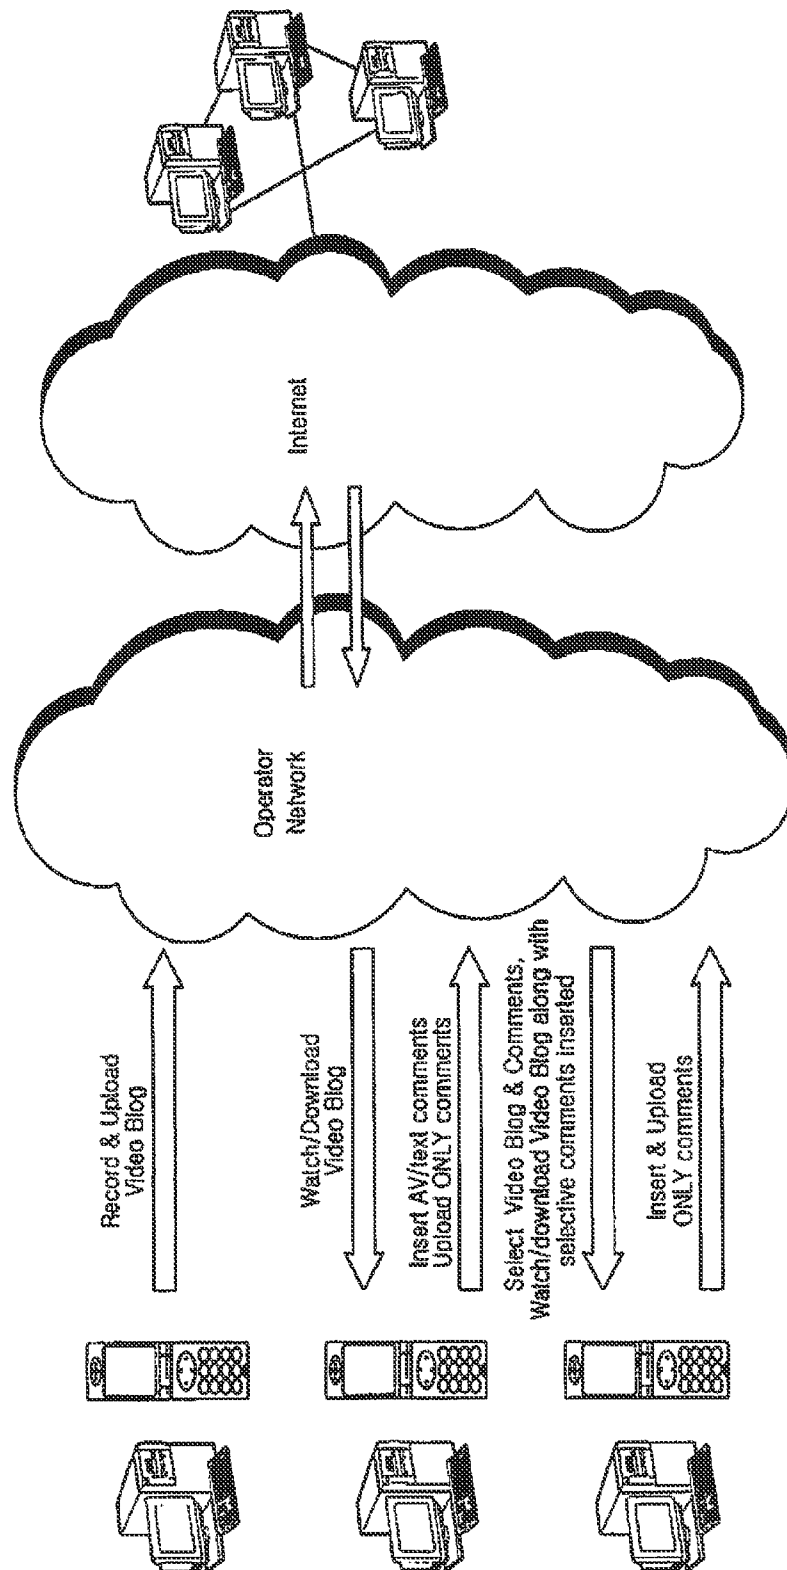 Record & Upload
Video Blog
Watch/Download
Video Blog
Insert AV/text comments
Upload ONLY comments
Select Video Blog & Comments,
Watch/download Video Blog along with
selective comments inserted
Insert & Upload
ONLY comments
Operator
Network
Internet